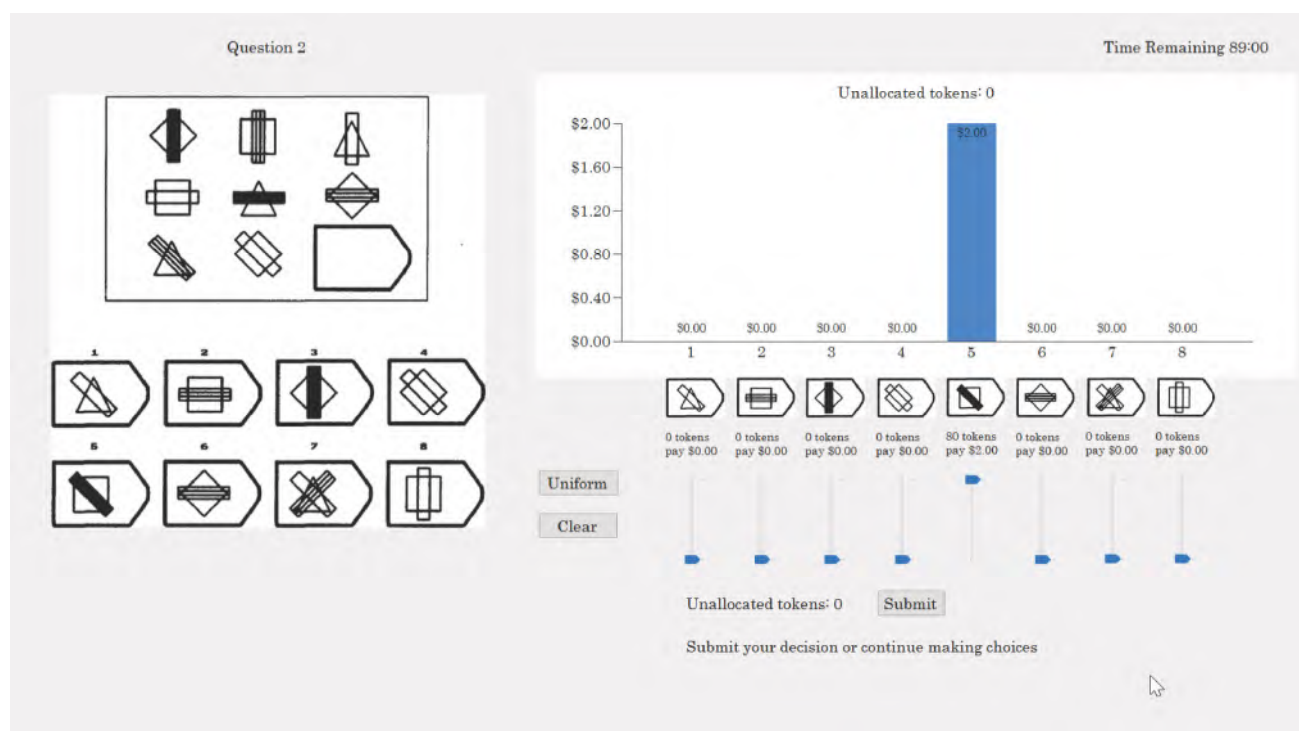 Question 2
Time Remaining 89:00
1 2 3 4
5 6 7 8
Unallocated tokens: 0
$2.00
$1.60
$1.20
$0.80
$0.40
$0.00
$0.00 $0.00 $0.00 $0.00 $2.00 $0.00 $0.00 $0.00
1 2 3 4 5 6 7 8
0 tokens 0 tokens 0 tokens 0 tokens 80 tokens 0 tokens 0 tokens 0 tokens
pay $0.00 pay $0.00 pay $0.00 pay $0.00 pay $2.00 pay $0.00 pay $0.00 pay $0.00
Uniform
Clear
Unallocated tokens: 0 Submit
Submit your decision or continue making choices